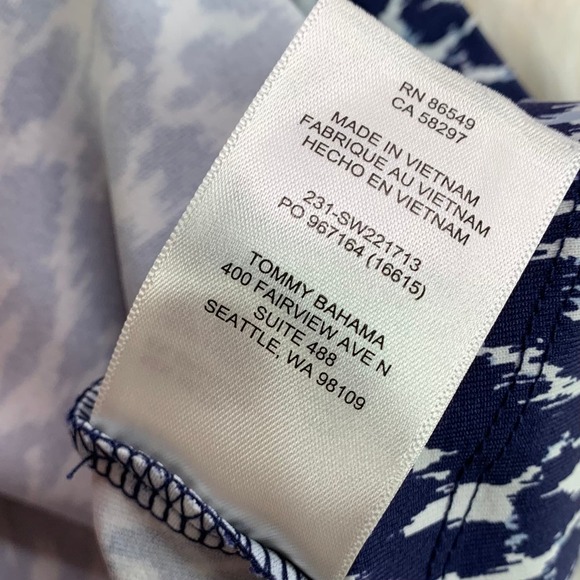 RN 86549
CA 58297
MADE IN VIETNAM
FABRIQUE AU VIETNAM
HECHO EN VIETNAM
231-SW221713
PO 967164 (16615)
TOMMY BAHAMA
400 FAIRVIEW AVE N
SUITE 488
SEATTLE, WA 98109